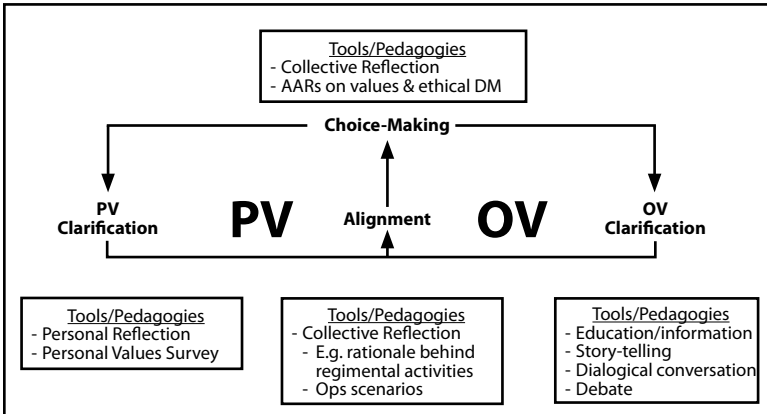 Tools/Pedagogies
- Collective Reflection
- AARs on values & ethical DM
Choice-Making
PV
Clarification
PV
Alignment
OV
OV
Clarification
Tools/Pedagogies
- Personal Reflection
- Personal Values Survey
Tools/Pedagogies
- Collective Reflection
- E.g. rationale behind
regimental activities
- Ops scenarios
Tools/Pedagogies
- Education/information
- Story-telling
- Dialogical conversation
- Debate